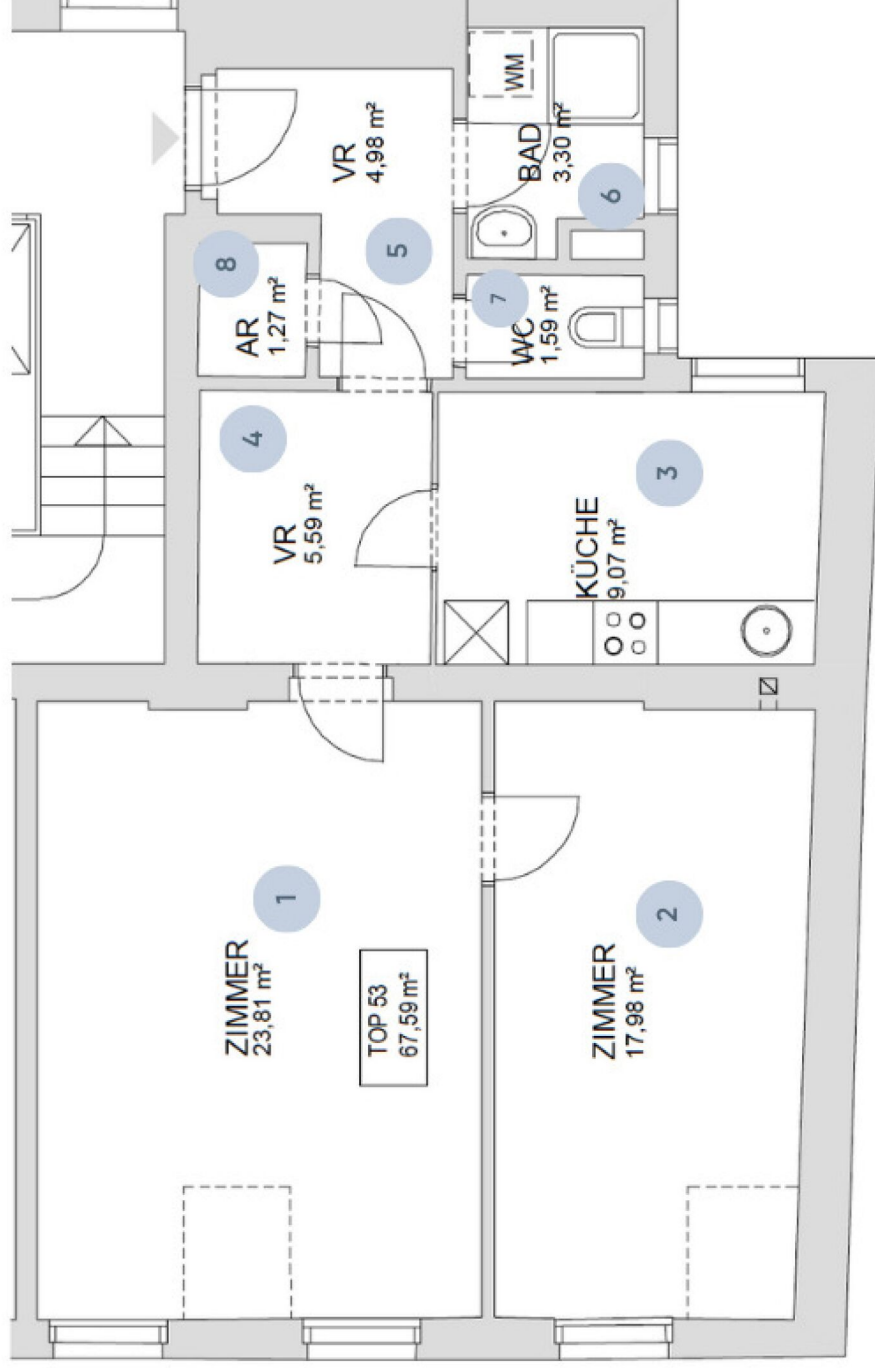 VR
4,98 m²
WM
BAD
3,30 m²
6
5
8
AR
1,27 m²
7
WC
1,59 m²
4
VR
5,59 m²
3
KÜCHE
9,07 m²
1
ZIMMER
23,81 m²
TOP 53
67,59 m²
2
ZIMMER
17,98 m²